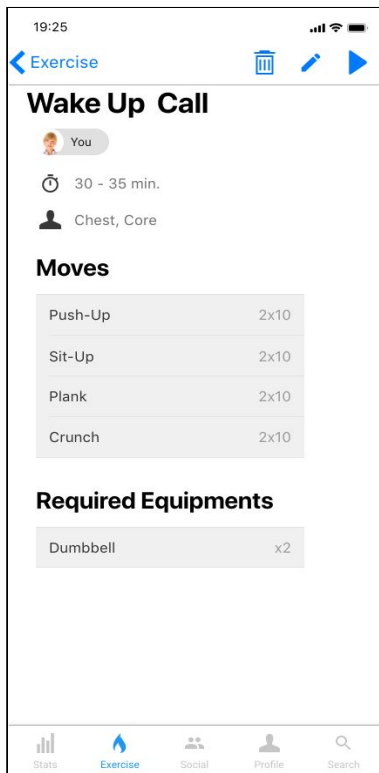 19:25
Exercise
Wake Up Call
You
30 - 35 min.
Chest, Core
Moves
Push-Up 2x10
Sit-Up 2x10
Plank 2x10
Crunch 2x10
Required Equipments
Dumbbell x2
Stats Exercise Social Profile Search